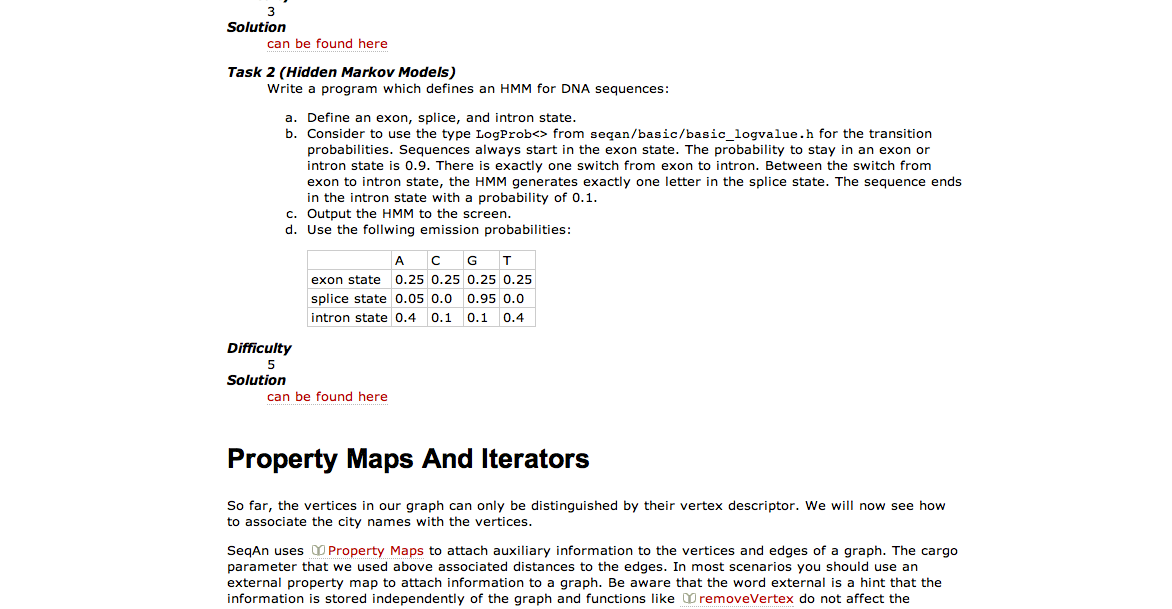 3
Solution
can be found here
Task 2 (Hidden Markov Models)
Write a program which defines an HMM for DNA sequences:
a. Define an exon, splice, and intron state.
b. Consider to use the type LogProb<> from seqan/basic/basic_logvalue.h for the transition
probabilities. Sequences always start in the exon state. The probability to stay in an exon or
intron state is 0.9. There is exactly one switch from exon to intron. Between the switch from
exon to intron state, the HMM generates exactly one letter in the splice state. The sequence ends
in the intron state with a probability of 0.1.
c. Output the HMM to the screen.
d. Use the follwing emission probabilities:
A C G T
exon state 0.25 0.25 0.25 0.25
splice state 0.05 0.0 0.95 0.0
intron state 0.4 0.1 0.1 0.4
Difficulty
5
Solution
can be found here
Property Maps And Iterators
So far, the vertices in our graph can only be distinguished by their vertex descriptor. We will now see how
to associate the city names with the vertices.
SeqAn uses Property Maps to attach auxiliary information to the vertices and edges of a graph. The cargo
parameter that we used above associated distances to the edges. In most scenarios you should use an
external property map to attach information to a graph. Be aware that the word external is a hint that the
information is stored independently of the graph and functions like removeVertex do not affect the